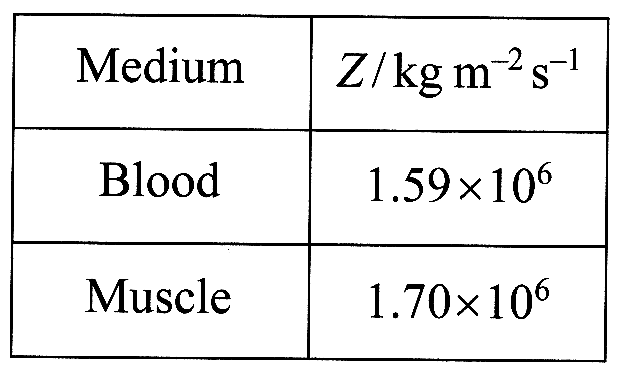 Medium Z/kg m⁻² s⁻¹
Blood 1.59×10⁶
Muscle 1.70×10⁶